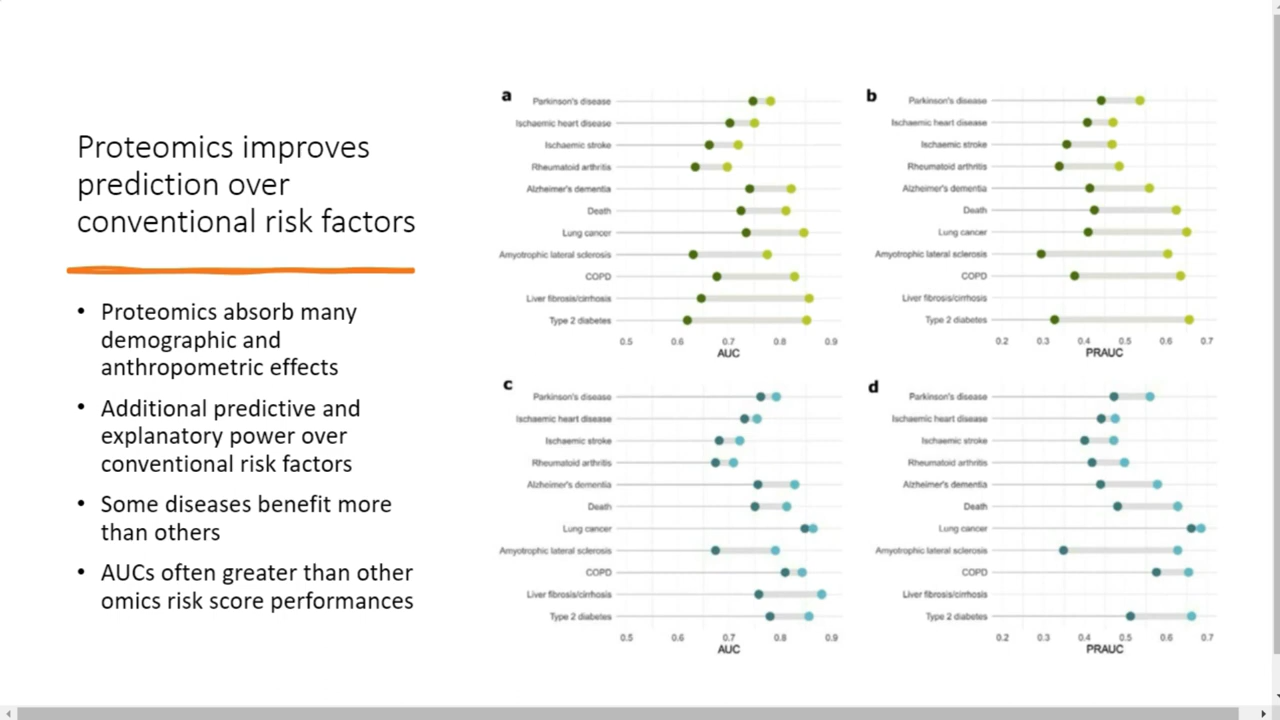 Proteomics improves
prediction over
conventional risk factors
• Proteomics absorb many
demographic and
anthropometric effects
• Additional predictive and
explanatory power over
conventional risk factors
• Some diseases benefit more
than others
• AUCs often greater than other
omics risk score performances
a
Parkinson's disease
Ischaemic heart disease
Ischaemic stroke
Rheumatoid arthritis
Alzheimer's dementia
Death
Lung cancer
Amyotrophic lateral sclerosis
COPD
Liver fibrosis/cirrhosis
Type 2 diabetes
0.5 0.6 0.7 0.8 0.9
AUC
b
Parkinson's disease
Ischaemic heart disease
Ischaemic stroke
Rheumatoid arthritis
Alzheimer's dementia
Death
Lung cancer
Amyotrophic lateral sclerosis
COPD
Liver fibrosis/cirrhosis
Type 2 diabetes
0.2 0.3 0.4 0.5 0.6 0.7
PRAUC
c
Parkinson's disease
Ischaemic heart disease
Ischaemic stroke
Rheumatoid arthritis
Alzheimer's dementia
Death
Lung cancer
Amyotrophic lateral sclerosis
COPD
Liver fibrosis/cirrhosis
Type 2 diabetes
0.5 0.6 0.7 0.8 0.9
AUC
d
Parkinson's disease
Ischaemic heart disease
Ischaemic stroke
Rheumatoid arthritis
Alzheimer's dementia
Death
Lung cancer
Amyotrophic lateral sclerosis
COPD
Liver fibrosis/cirrhosis
Type 2 diabetes
0.2 0.3 0.4 0.5 0.6 0.7
PRAUC